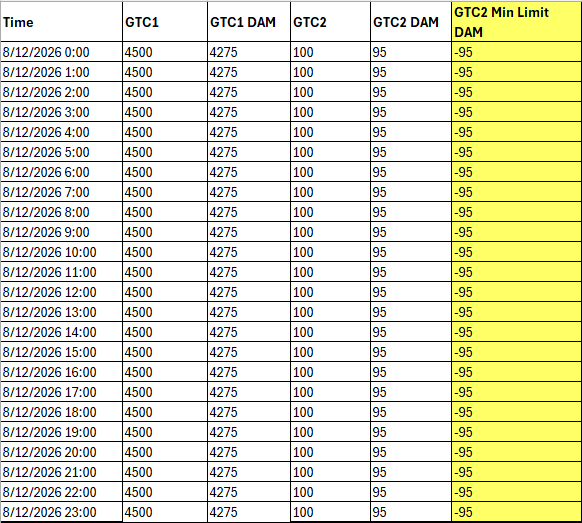 Time GTC1 GTC1 DAM GTC2 GTC2 DAM GTC2 Min Limit DAM
8/12/2026 0:00 4500 4275 100 95 -95
8/12/2026 1:00 4500 4275 100 95 -95
8/12/2026 2:00 4500 4275 100 95 -95
8/12/2026 3:00 4500 4275 100 95 -95
8/12/2026 4:00 4500 4275 100 95 -95
8/12/2026 5:00 4500 4275 100 95 -95
8/12/2026 6:00 4500 4275 100 95 -95
8/12/2026 7:00 4500 4275 100 95 -95
8/12/2026 8:00 4500 4275 100 95 -95
8/12/2026 9:00 4500 4275 100 95 -95
8/12/2026 10:00 4500 4275 100 95 -95
8/12/2026 11:00 4500 4275 100 95 -95
8/12/2026 12:00 4500 4275 100 95 -95
8/12/2026 13:00 4500 4275 100 95 -95
8/12/2026 14:00 4500 4275 100 95 -95
8/12/2026 15:00 4500 4275 100 95 -95
8/12/2026 16:00 4500 4275 100 95 -95
8/12/2026 17:00 4500 4275 100 95 -95
8/12/2026 18:00 4500 4275 100 95 -95
8/12/2026 19:00 4500 4275 100 95 -95
8/12/2026 20:00 4500 4275 100 95 -95
8/12/2026 21:00 4500 4275 100 95 -95
8/12/2026 22:00 4500 4275 100 95 -95
8/12/2026 23:00 4500 4275 100 95 -95